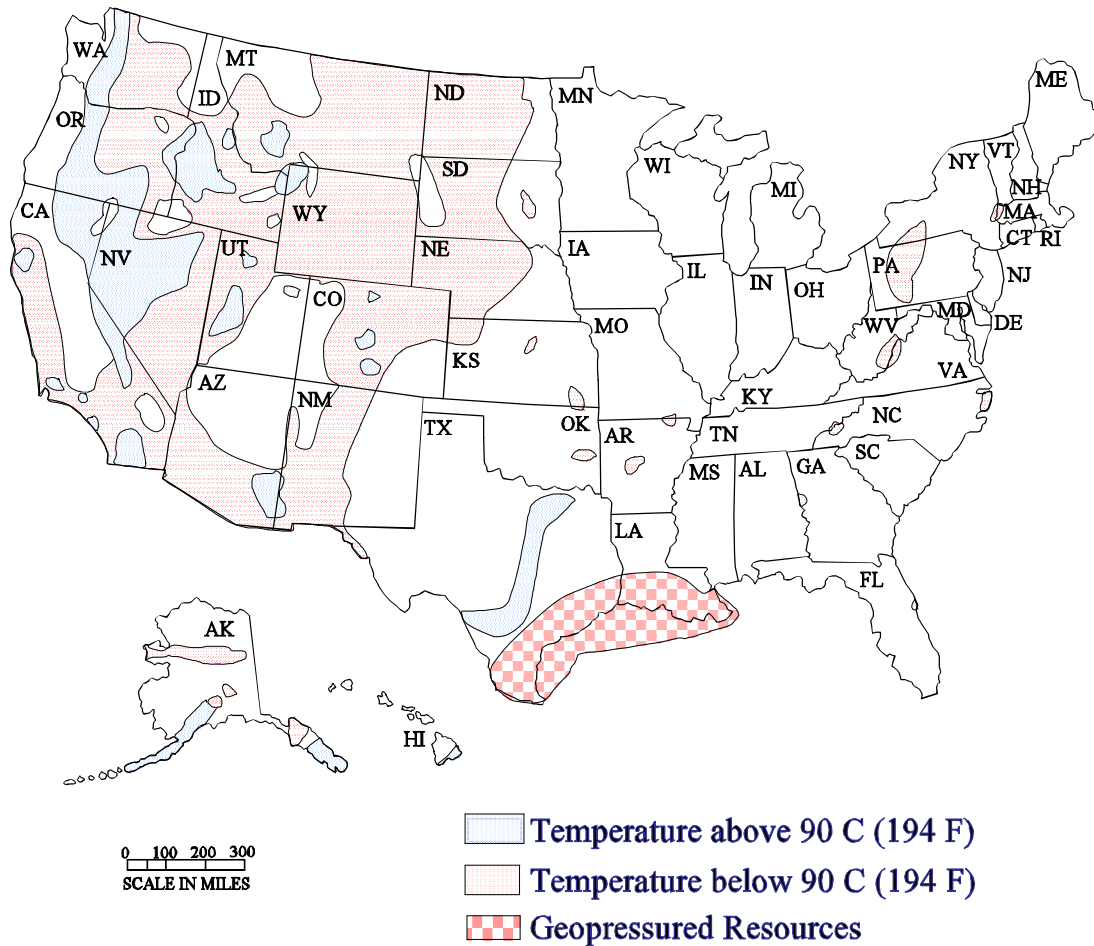 WA
MT
ND
MN
ME
ID
OR
WI
NY
VT
SD
MI
NH
CA
WY
MA
CT
RI
NV
UT
NE
IA
PA
NJ
IL
IN
OH
CO
MO
WV
MD
DE
KS
VA
AZ
KY
NM
NC
TX
OK
AR
TN
SC
MS
AL
GA
LA
FL
AK
HI
Temperature above 90 C (194 F)
0 100 200 300
SCALE IN MILES
Temperature below 90 C (194 F)
Geopressured Resources